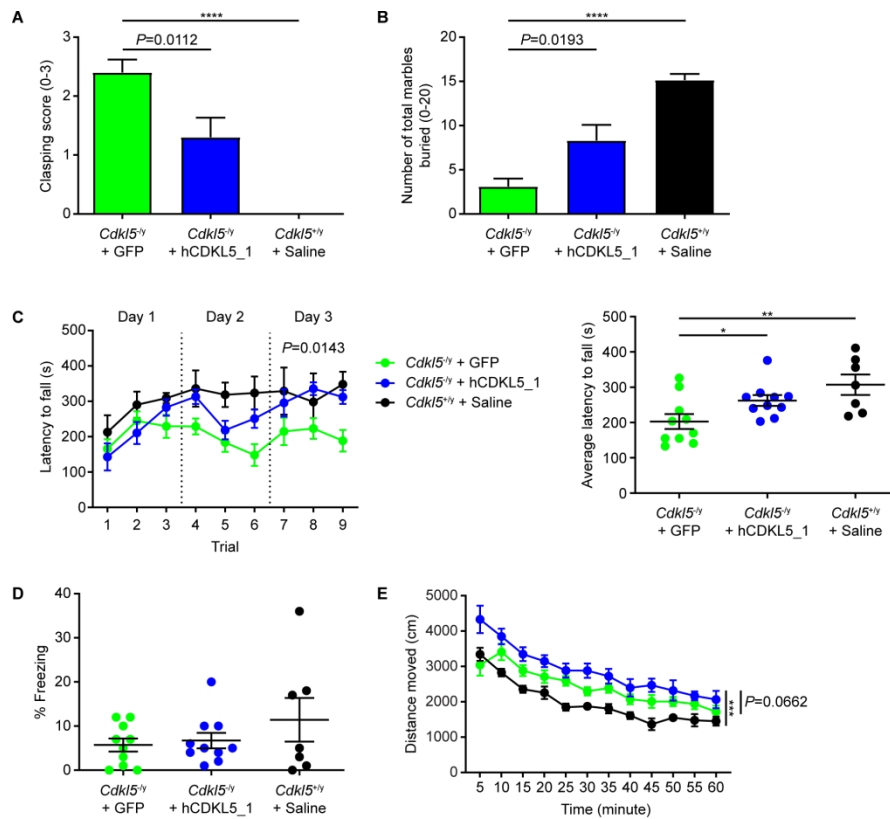 A
****
P=0.0112
Clasping score (0-3)
3
2
1
0
Cdkl5-/y
+ GFP
Cdkl5-/y
+ hCDKL5_1
Cdkl5+/y
+ Saline
B
****
P=0.0193
Number of total marbles
buried (0-20)
20
15
10
5
0
Cdkl5-/y
+ GFP
Cdkl5-/y
+ hCDKL5_1
Cdkl5+/y
+ Saline
C
Day 1 Day 2 Day 3
P=0.0143
Latency to fall (s)
500
400
300
200
100
0
1 2 3 4 5 6 7 8 9
Trial
Cdkl5-/y + GFP
Cdkl5-/y + hCDKL5_1
Cdkl5+/y + Saline
**
*
Average latency to fall (s)
500
400
300
200
100
0
Cdkl5-/y
+ GFP
Cdkl5-/y
+ hCDKL5_1
Cdkl5+/y
+ Saline
D
% Freezing
40
30
20
10
0
Cdkl5-/y
+ GFP
Cdkl5-/y
+ hCDKL5_1
Cdkl5+/y
+ Saline
E
Distance moved (cm)
5000
4000
3000
2000
1000
0
5 10 15 20 25 30 35 40 45 50 55 60
Time (minute)
***
P=0.0662